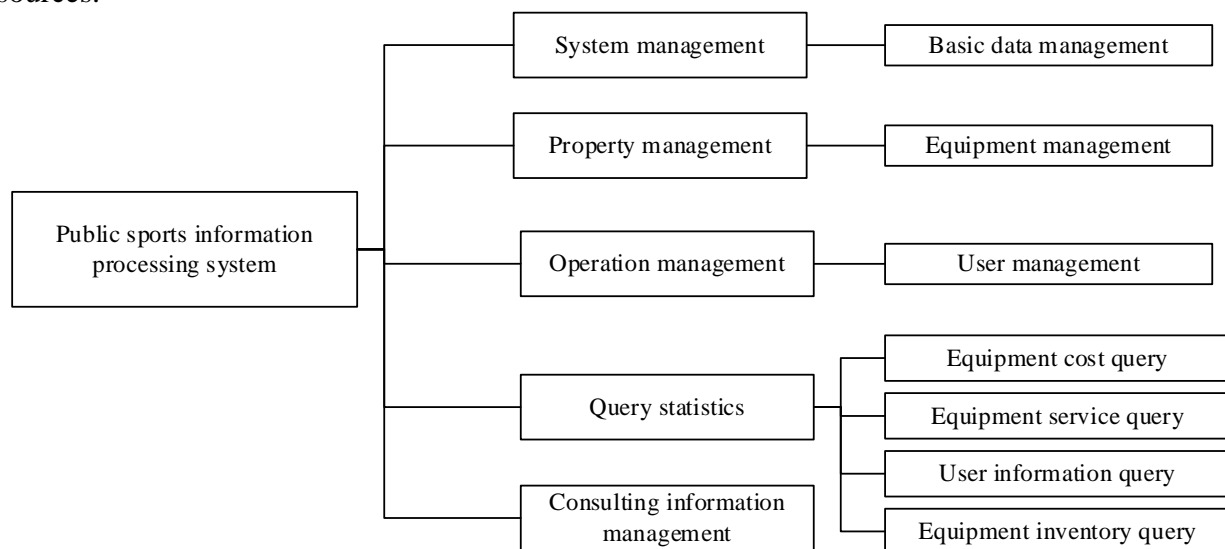 System management
Basic data management
Property management
Equipment management
Public sports information
processing system
Operation management
User management
Query statistics
Equipment cost query
Equipment service query
User information query
Equipment inventory query
Consulting information
management